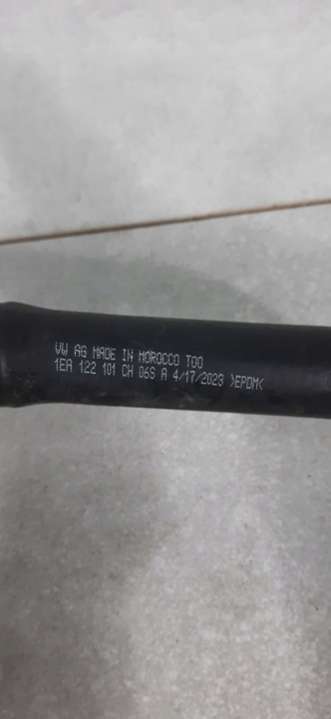 VW AG MADE IN MOROCCO TOO
1EA 122 101 CH 06S A 4/17/2023 >EPDM<